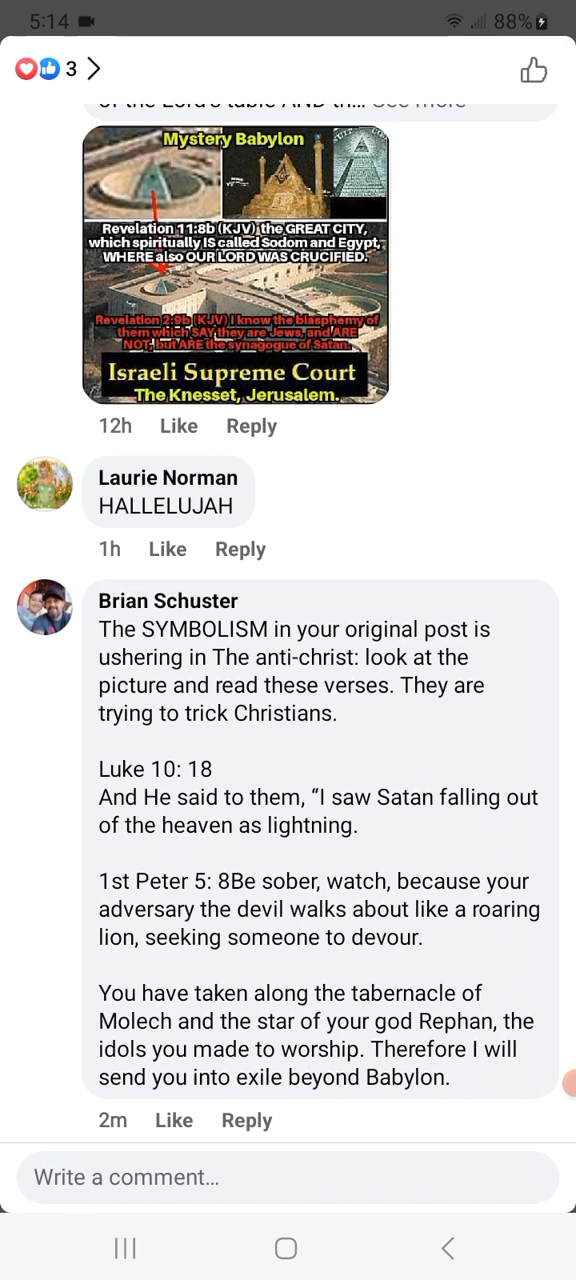 5:14
88%
3
of the Lord's table AND th... See more
Mystery Babylon
Revelation 11:8b (KJV) the GREAT CITY,
which spiritually IS called Sodom and Egypt,
WHERE also OUR LORD WAS CRUCIFIED.
Revelation 2:9b (KJV) I know the blasphemy of
them which SAY they are Jews, and ARE
NOT, but ARE the synagogue of Satan.
Israeli Supreme Court
The Knesset, Jerusalem.
12h Like Reply
Laurie Norman
HALLELUJAH
1h Like Reply
Brian Schuster
The SYMBOLISM in your original post is
ushering in The anti-christ: look at the
picture and read these verses. They are
trying to trick Christians.
Luke 10: 18
And He said to them, “I saw Satan falling out
of the heaven as lightning.
1st Peter 5: 8Be sober, watch, because your
adversary the devil walks about like a roaring
lion, seeking someone to devour.
You have taken along the tabernacle of
Molech and the star of your god Rephan, the
idols you made to worship. Therefore I will
send you into exile beyond Babylon.
2m Like Reply
Write a comment...